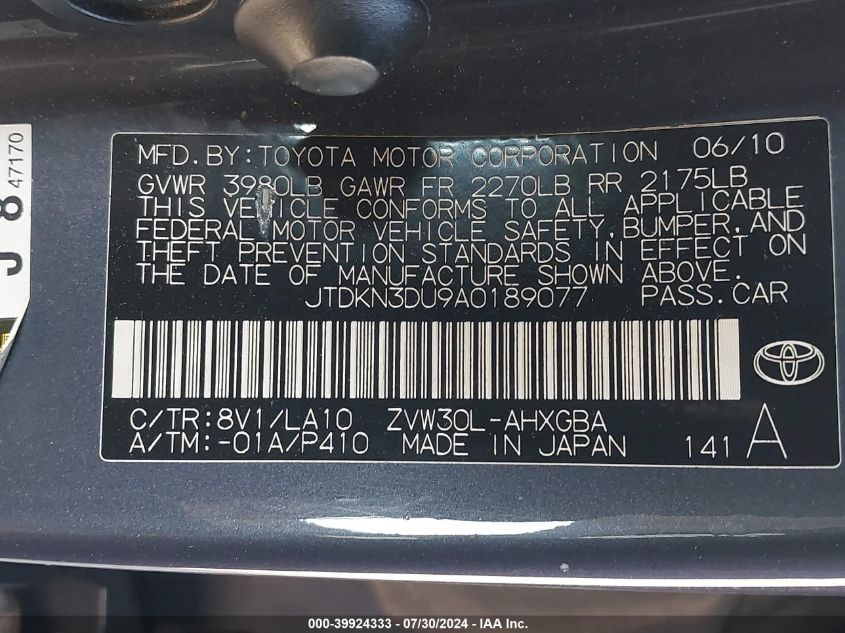 MFD. BY: TOYOTA MOTOR CORPORATION 06/10
GVWR 3980LB GAWR FR 2270LB RR 2175LB
THIS VEHICLE CONFORMS TO ALL APPLICABLE
FEDERAL MOTOR VEHICLE SAFETY, BUMPER, AND
THEFT PREVENTION STANDARDS IN EFFECT ON
THE DATE OF MANUFACTURE SHOWN ABOVE.
JTDKN3DU9A0189077 PASS. CAR
C/TR: 8V1/LA10 ZVW30L-AHXGBA
A/TM: -01A/P410 MADE IN JAPAN 141 A
8 47170
000-39924333 — 07/30/2024 — IAA Inc.